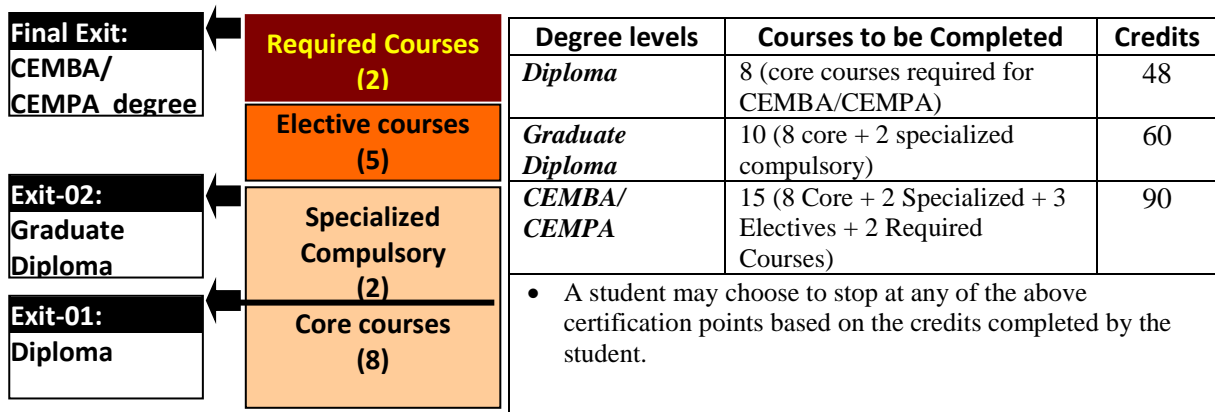 Final Exit:
CEMBA/
CEMPA degree
Exit-02:
Graduate
Diploma
Exit-01:
Diploma
Required Courses
(2)
Elective courses
(5)
Specialized
Compulsory
(2)
Core courses
(8)
Degree levels Courses to be Completed Credits
Diploma 8 (core courses required for 48
CEMBA/CEMPA)
Graduate 10 (8 core + 2 specialized 60
Diploma compulsory)
CEMBA/ 15 (8 Core + 2 Specialized + 3 90
CEMPA Electives + 2 Required
Courses)
• A student may choose to stop at any of the above
certification points based on the credits completed by the
student.